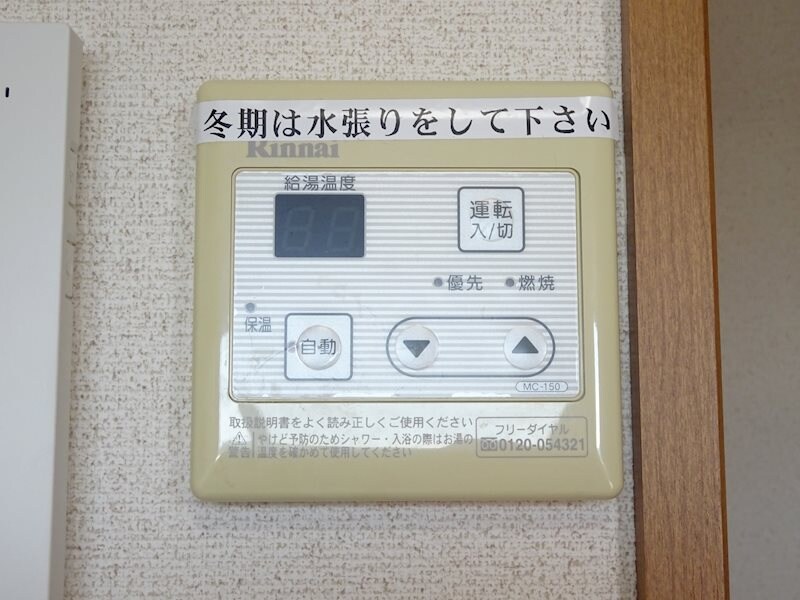 冬期は水張りをして下さい
Rinnai
給湯温度
運転
入/切
優先
燃焼
保温
自動
MC-150
取扱説明書をよく読み正しくご使用ください
警告
やけど予防のためシャワー・入浴の際はお湯の
温度を確かめて使用してください
フリーダイヤル
0120-054321